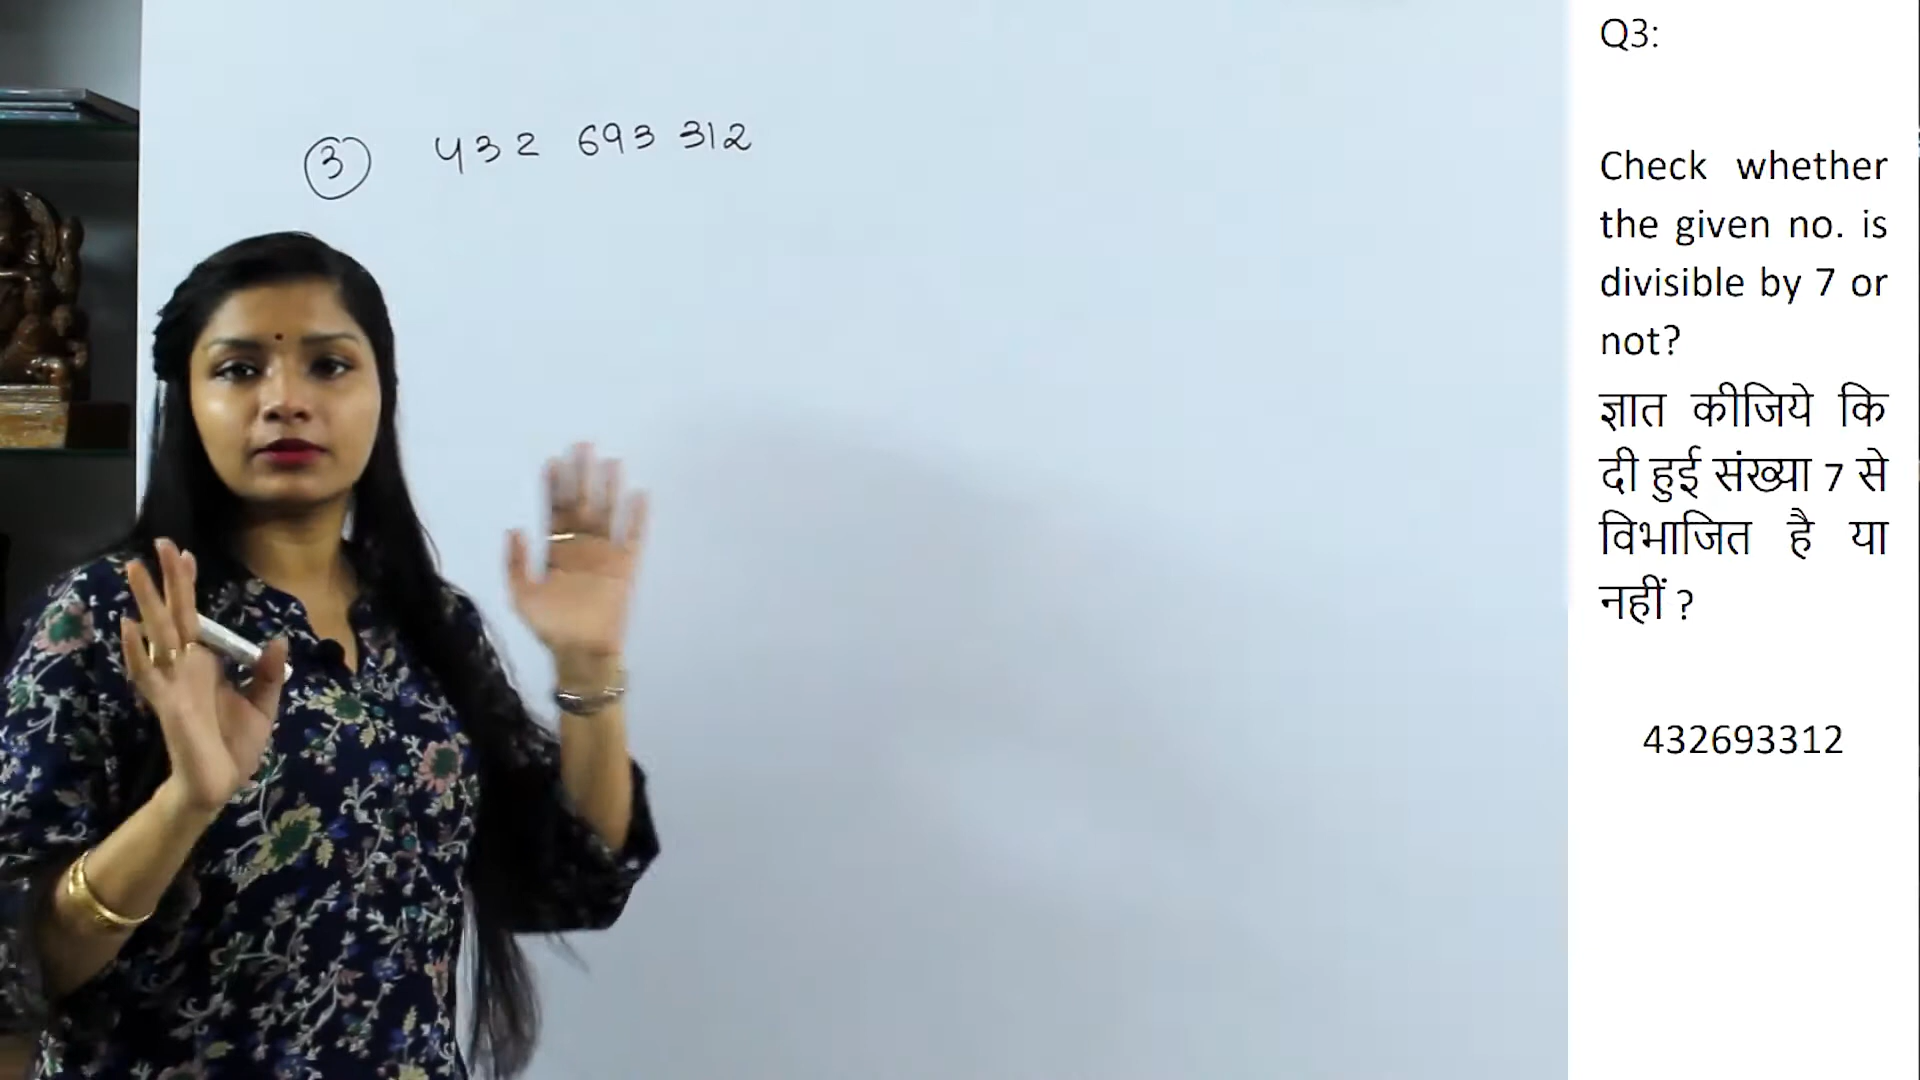 3 432 693 312
Q3:
Check whether
the given no. is
divisible by 7 or
not?
ज्ञात कीजिये कि
दी हुई संख्या 7 से
विभाजित है या
नहीं ?
432693312